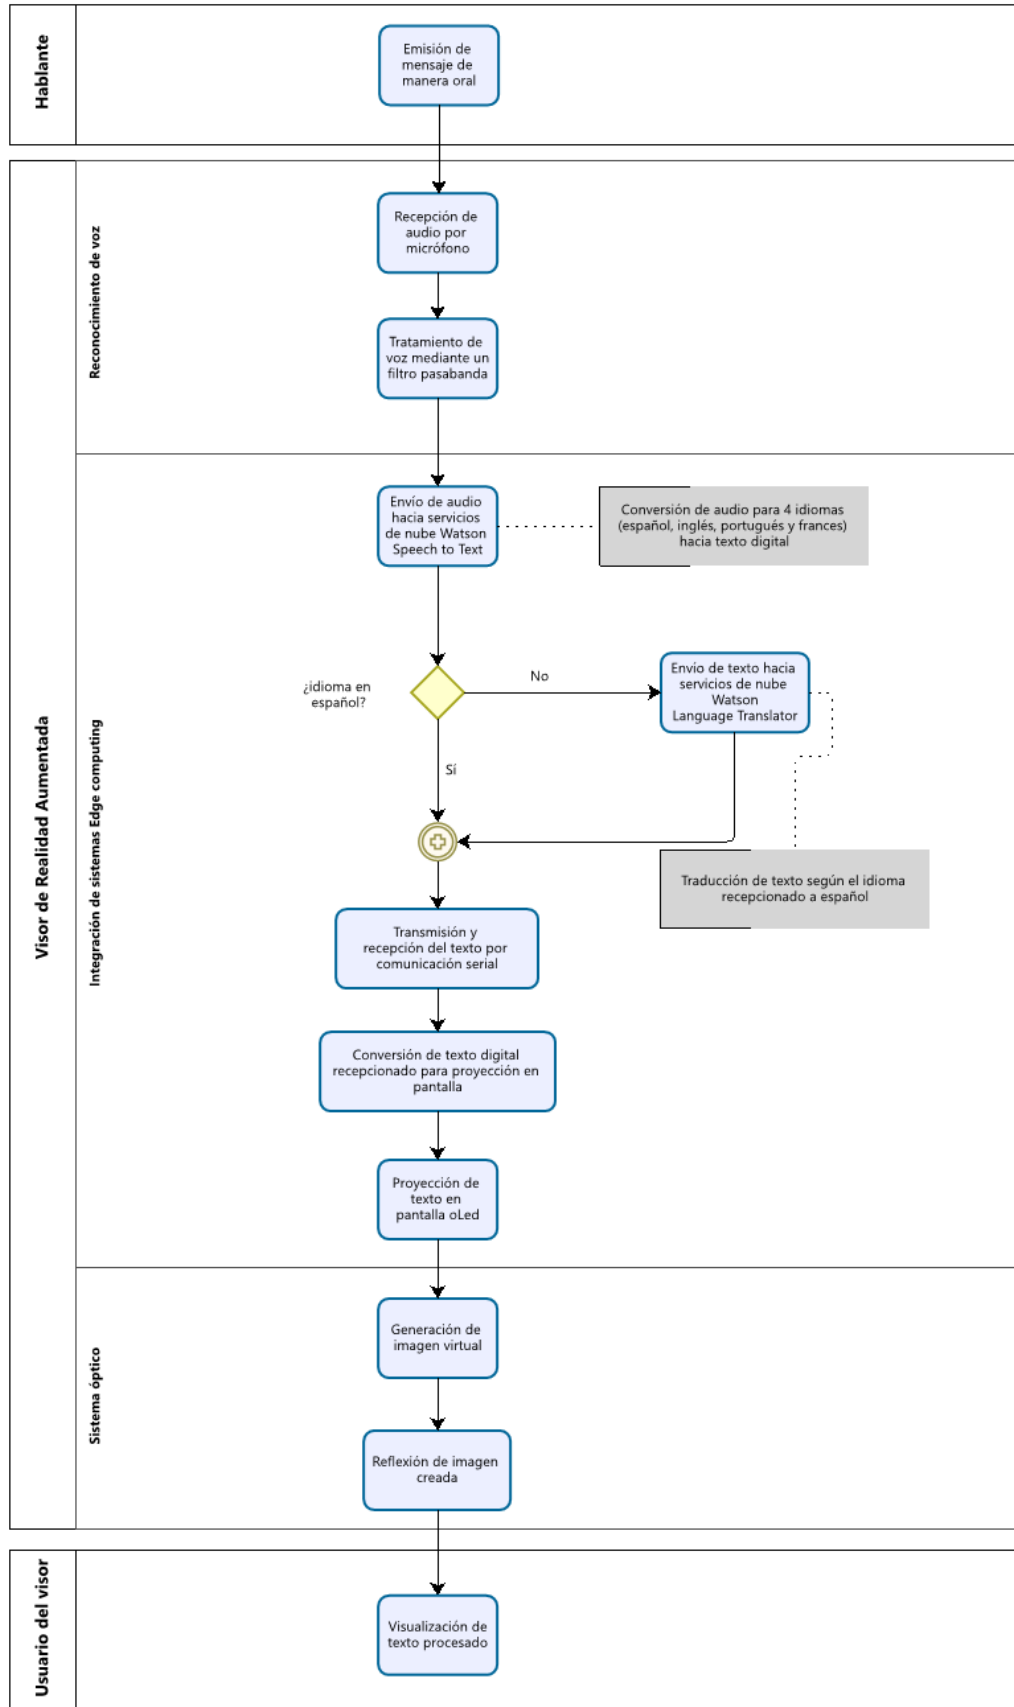 Hablante
Emisión de
mensaje de
manera oral
Visor de Realidad Aumentada
Reconocimiento de voz
Recepción de
audio por
micrófono
Tratamiento de
voz mediante un
filtro pasabanda
Integración de sistemas Edge computing
Envío de audio
hacia servicios
de nube Watson
Speech to Text
Conversión de audio para 4 idiomas
(español, inglés, portugués y frances)
hacia texto digital
¿idioma en
español?
No
Envío de texto hacia
servicios de nube
Watson
Language Translator
Sí
Traducción de texto según el idioma
recepcionado a español
Transmisión y
recepción del texto por
comunicación serial
Conversión de texto digital
recepcionado para proyección en
pantalla
Proyección de
texto en
pantalla oLed
Sistema óptico
Generación de
imagen virtual
Reflexión de imagen
creada
Usuario del visor
Visualización de
texto procesado